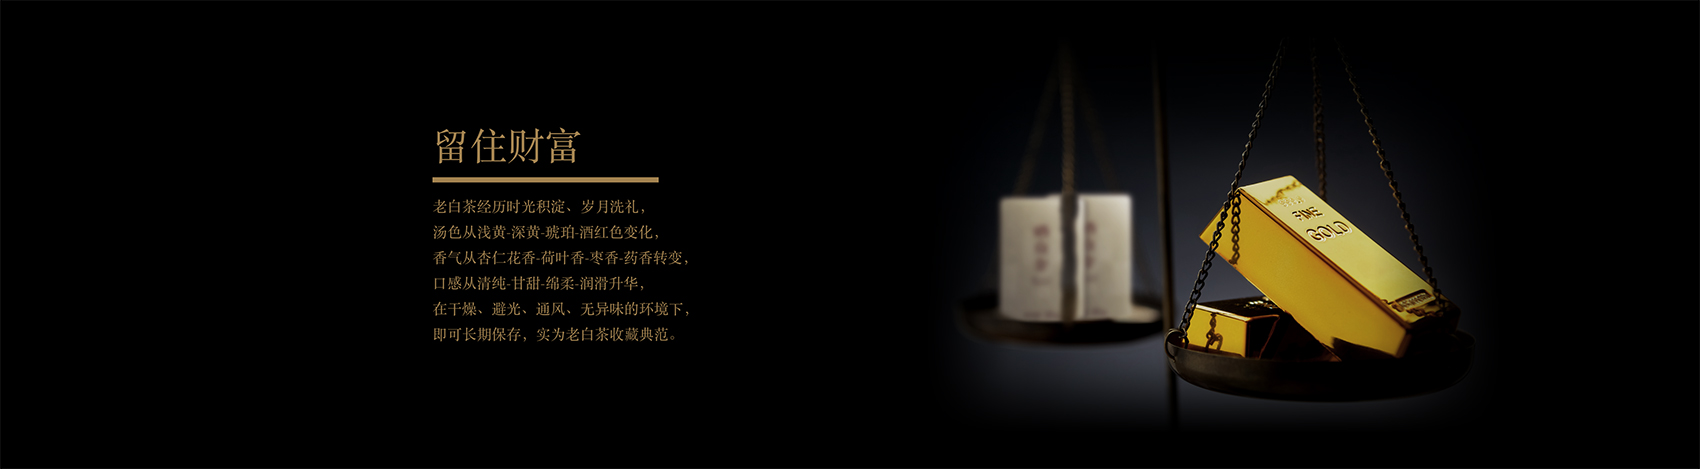 留住财富
老白茶经历时光积淀、岁月洗礼，
汤色从浅黄-深黄-琥珀-酒红色变化，
香气从杏仁花香-荷叶香-枣香-药香转变，
口感从清纯-甘甜-绵柔-润滑升华，
在干燥、避光、通风、无异味的环境下，
即可长期保存，实为老白茶收藏典范。
FINE
GOLD